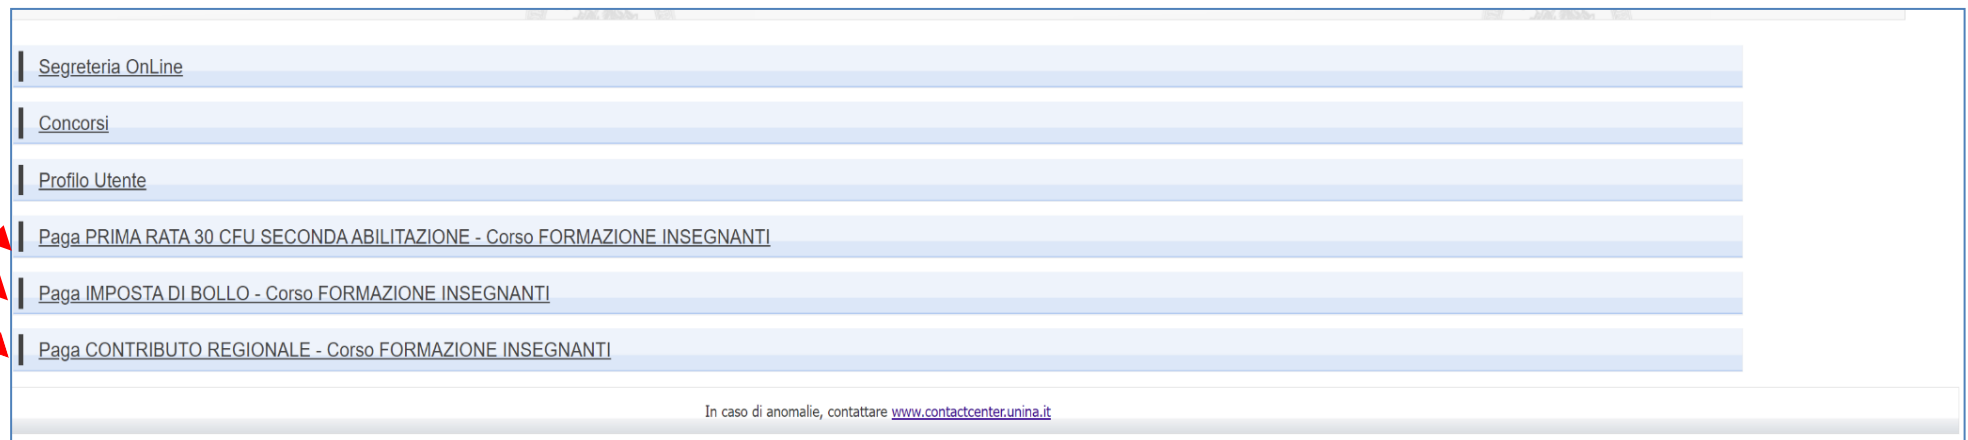 Segreteria OnLine
Concorsi
Profilo Utente
Paga PRIMA RATA 30 CFU SECONDA ABILITAZIONE - Corso FORMAZIONE INSEGNANTI
Paga IMPOSTA DI BOLLO - Corso FORMAZIONE INSEGNANTI
Paga CONTRIBUTO REGIONALE - Corso FORMAZIONE INSEGNANTI
In caso di anomalie, contattare www.contactcenter.unina.it